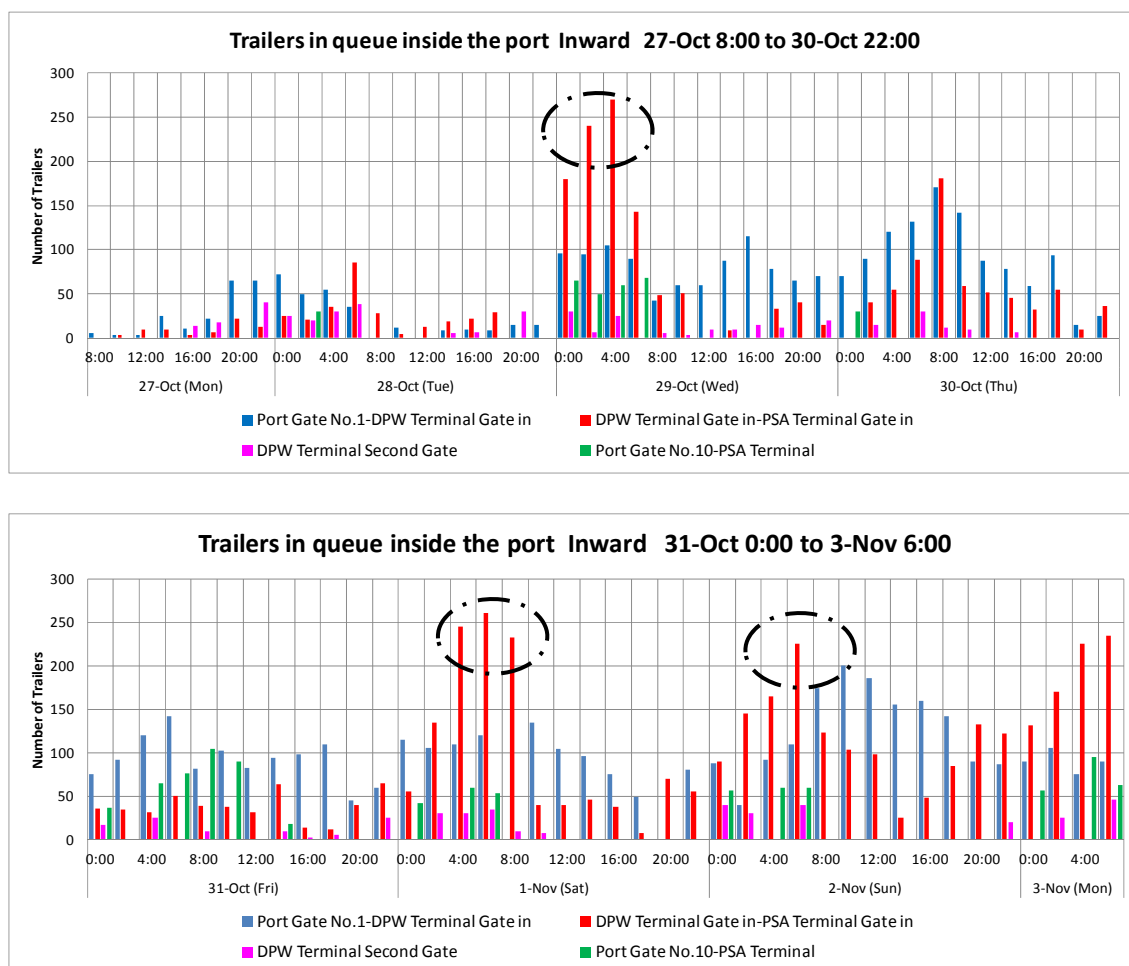 Trailers in queue inside the port Inward 27-Oct 8:00 to 30-Oct 22:00
300
250
200
150
100
50
0
Number of Trailers
8:00 12:00 16:00 20:00 0:00 4:00 8:00 12:00 16:00 20:00 0:00 4:00 8:00 12:00 16:00 20:00 0:00 4:00 8:00 12:00 16:00 20:00
27-Oct (Mon) 28-Oct (Tue) 29-Oct (Wed) 30-Oct (Thu)
Port Gate No.1-DPW Terminal Gate in DPW Terminal Gate in-PSA Terminal Gate in
DPW Terminal Second Gate Port Gate No.10-PSA Terminal
Trailers in queue inside the port Inward 31-Oct 0:00 to 3-Nov 6:00
300
250
200
150
100
50
0
Number of Trailers
0:00 4:00 8:00 12:00 16:00 20:00 0:00 4:00 8:00 12:00 16:00 20:00 0:00 4:00 8:00 12:00 16:00 20:00 0:00 4:00
31-Oct (Fri) 1-Nov (Sat) 2-Nov (Sun) 3-Nov (Mon)
Port Gate No.1-DPW Terminal Gate in DPW Terminal Gate in-PSA Terminal Gate in
DPW Terminal Second Gate Port Gate No.10-PSA Terminal